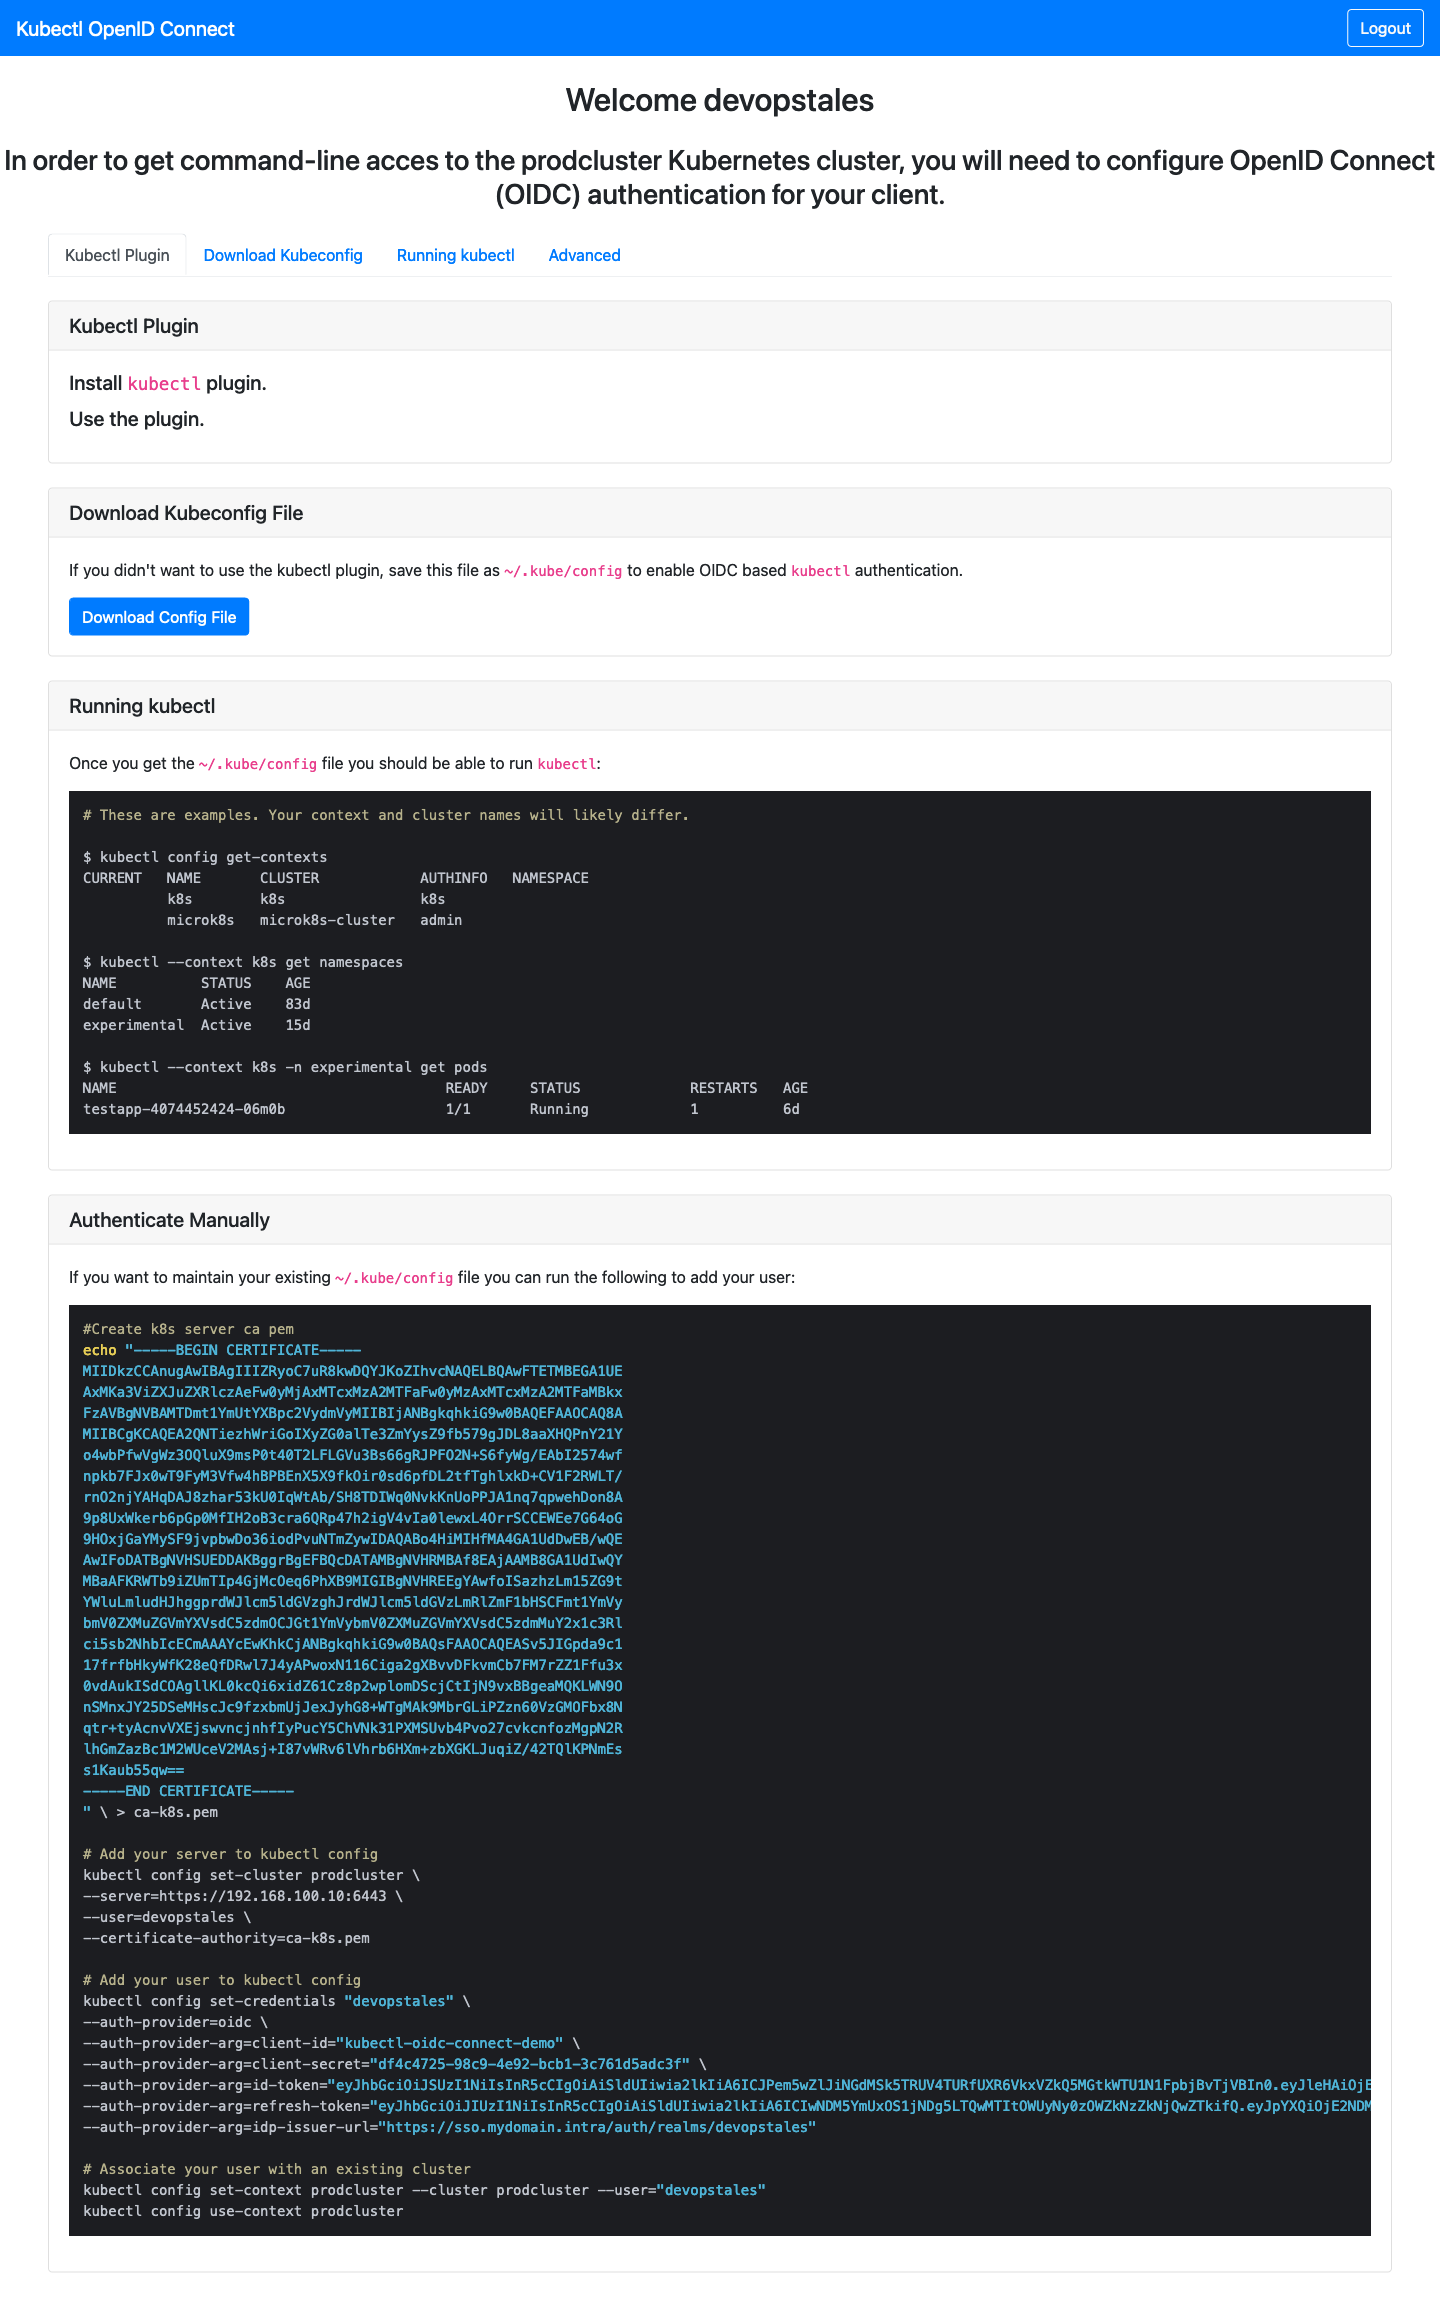 Kubectl OpenID Connect
Logout
Welcome devopstales
In order to get command-line acces to the prodcluster Kubernetes cluster, you will need to configure OpenID Connect
(OIDC) authentication for your client.
Kubectl Plugin Download Kubeconfig Running kubectl Advanced
Kubectl Plugin
Install kubectl plugin.
Use the plugin.
Download Kubeconfig File
If you didn't want to use the kubectl plugin, save this file as ~/.kube/config to enable OIDC based kubectl authentication.
Download Config File
Running kubectl
Once you get the ~/.kube/config file you should be able to run kubectl:
# These are examples. Your context and cluster names will likely differ.
$ kubectl config get-contexts
CURRENT   NAME       CLUSTER            AUTHINFO   NAMESPACE
          k8s        k8s                k8s
          microk8s   microk8s-cluster   admin
$ kubectl --context k8s get namespaces
NAME          STATUS    AGE
default       Active    83d
experimental  Active    15d
$ kubectl --context k8s -n experimental get pods
NAME                                       READY     STATUS             RESTARTS   AGE
testapp-4074452424-06m0b                   1/1       Running            1          6d
Authenticate Manually
If you want to maintain your existing ~/.kube/config file you can run the following to add your user:
#Create k8s server ca pem
echo "-----BEGIN CERTIFICATE-----
MIIDkzCCAnugAwIBAgIIIZRyoC7uR8kwDQYJKoZIhvcNAQELBQAwFTETMBEGA1UE
AxMKa3ViZXJuZXRlczAeFw0yMjAxMTcxMzA2MTFaFw0yMzAxMTcxMzA2MTFaMBkx
FzAVBgNVBAMTDmt1YmUtYXBpc2VydmVyMIIBIjANBgkqhkiG9w0BAQEFAAOCAQ8A
MIIBCgKCAQEA2QNTiezhWriGoIXyZG0alTe3ZmYysZ9fb579gJDL8aaXHQPnY21Y
o4wbPfwVgWz3OQluX9msP0t40T2LFLGVu3Bs66gRJPFO2N+S6fyWg/EAbI2574wf
npkb7FJx0wT9FyM3Vfw4hBPBEnX5X9fkOir0sd6pfDL2tfTghlxkD+CV1F2RWLT/
rnO2njYAHqDAJ8zhar53kU0IqWtAb/SH8TDIWq0NvkKnUoPPJA1nq7qpwehDon8A
9p8UxWkerb6pGp0MfIH2oB3cra6QRp47h2igV4vIa0lewxL4OrrSCCEWEe7G64oG
9HOxjGaYMySF9jvpbwDo36iodPvuNTmZywIDAQABo4HiMIHfMA4GA1UdDwEB/wQE
AwIFoDATBgNVHSUEDDAKBggrBgEFBQcDATAMBgNVHRMBAf8EAjAAMB8GA1UdIwQY
MBaAFKRWTb9iZUmTIp4GjMcOeq6PhXB9MIGIBgNVHREEgYAwfoISazhzLm15ZG9t
YWluLmludHJhggprdWJlcm5ldGVzghJrdWJlcm5ldGVzLmRlZmF1bHSCFmt1YmVy
bmV0ZXMuZGVmYXVsdC5zdmOCJGt1YmVybmV0ZXMuZGVmYXVsdC5zdmMuY2x1c3Rl
ci5sb2NhbIcECmAAAYcEwKhkCjANBgkqhkiG9w0BAQsFAAOCAQEASv5JIGpda9c1
17frfbHkyWfK28eQfDRwl7J4yAPwoxN116Ciga2gXBvvDFkvmCb7FM7rZZ1Ffu3x
0vdAukISdCOAgllKL0kcQi6xidZ61Cz8p2wplomDScjCtIjN9vxBBgeaMQKLWN9O
nSMnxJY25DSeMHscJc9fzxbmUjJexJyhG8+WTgMAk9MbrGLiPZzn60VzGMOFbx8N
qtr+tyAcnvVXEjswvncjnhfIyPucY5ChVNk31PXMSUvb4Pvo27cvkcnfozMgpN2R
lhGmZazBc1M2WUceV2MAsj+I87vWRv6lVhrb6HXm+zbXGKLJuqiZ/42TQlKPNmEs
s1Kaub55qw==
-----END CERTIFICATE-----
" \ > ca-k8s.pem
# Add your server to kubectl config
kubectl config set-cluster prodcluster \
--server=https://192.168.100.10:6443 \
--user=devopstales \
--certificate-authority=ca-k8s.pem
# Add your user to kubectl config
kubectl config set-credentials "devopstales" \
--auth-provider=oidc \
--auth-provider-arg=client-id="kubectl-oidc-connect-demo" \
--auth-provider-arg=client-secret="df4c4725-98c9-4e92-bcb1-3c761d5adc3f" \
--auth-provider-arg=id-token="eyJhbGciOiJSUzI1NiIsInR5cCIgOiAiSldUIiwia2lkIiA6ICJPem5wZlJiNGdMSk5TRUV4TURfUXR6VkxVZkQ5MGtkWTU1N1FpbjBvTjVBIn0.eyJleHAiOjE
--auth-provider-arg=refresh-token="eyJhbGciOiJIUzI1NiIsInR5cCIgOiAiSldUIiwia2lkIiA6ICIwNDM5YmUxOS1jNDg5LTQwMTItOWUyNy0zOWZkNzZkNjQwZTkifQ.eyJpYXQiOjE2NDM
--auth-provider-arg=idp-issuer-url="https://sso.mydomain.intra/auth/realms/devopstales"
# Associate your user with an existing cluster
kubectl config set-context prodcluster --cluster prodcluster --user="devopstales"
kubectl config use-context prodcluster